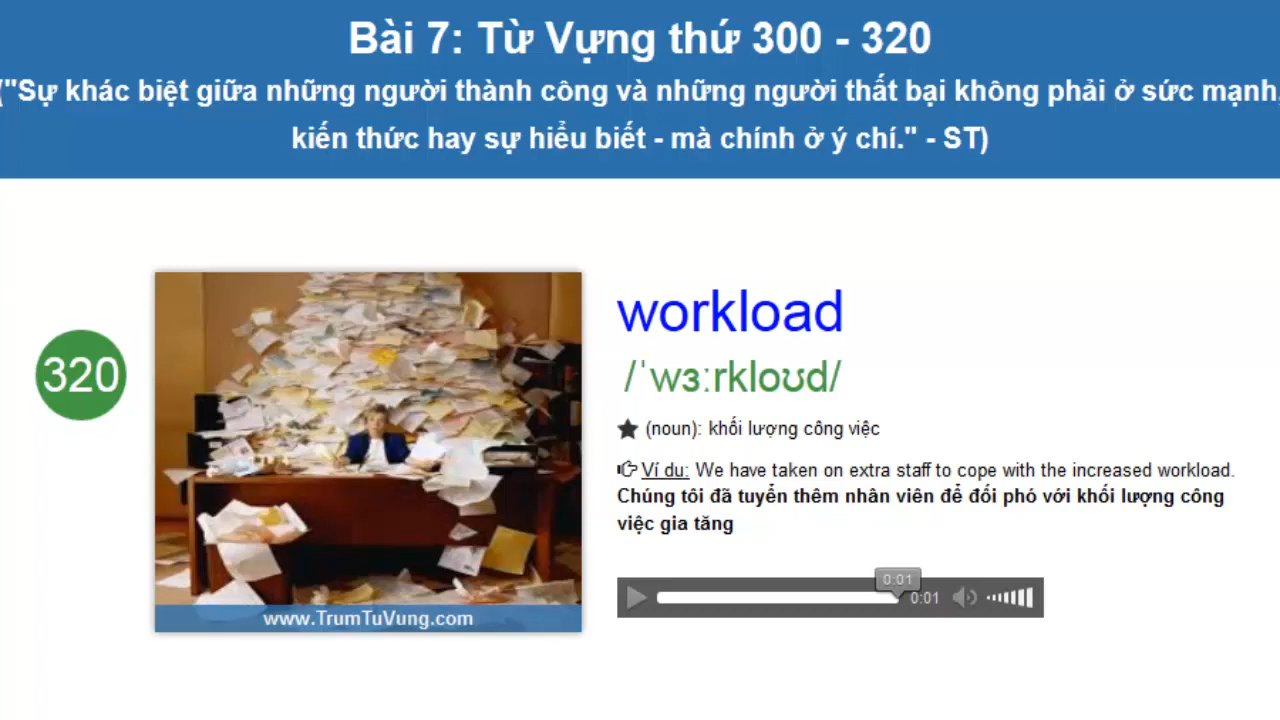 Bài 7: Từ Vựng thứ 300 - 320
("Sự khác biệt giữa những người thành công và những người thất bại không phải ở sức mạnh,
kiến thức hay sự hiểu biết - mà chính ở ý chí." - ST)
320
workload
/ˈwɜːrkloʊd/
(noun): khối lượng công việc
Ví dụ: We have taken on extra staff to cope with the increased workload.
Chúng tôi đã tuyển thêm nhân viên để đối phó với khối lượng công
việc gia tăng
0:01
0:01
www.TrumTuVung.com